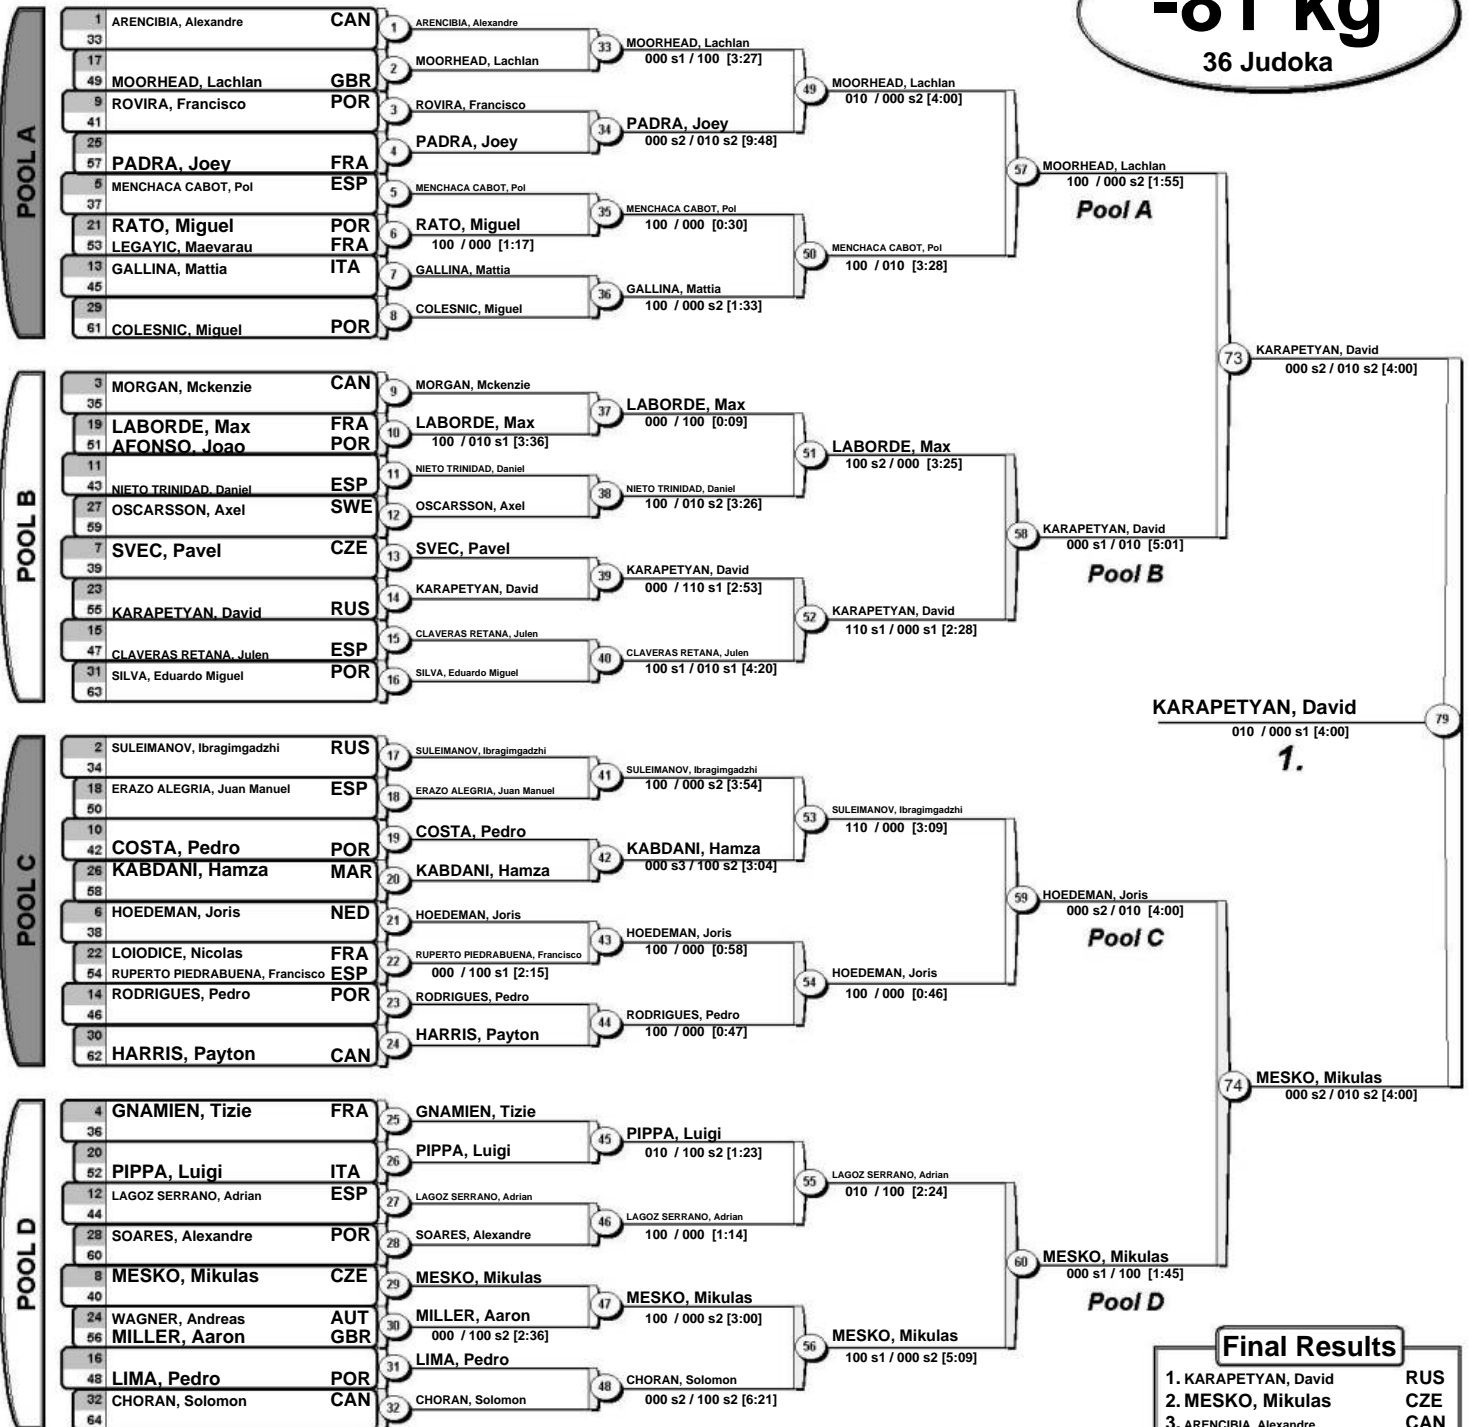 -81 kg
36 Judoka
POOL A
1 ARENCIBIA, Alexandre CAN
33
17
49 MOORHEAD, Lachlan GBR
9 ROVIRA, Francisco POR
41
25
57 PADRA, Joey FRA
5 MENCHACA CABOT, Pol ESP
37
21 RATO, Miguel POR
53 LEGAYIC, Maevarau FRA
13 GALLINA, Mattia ITA
45
29
61 COLESNIC, Miguel POR
1 ARENCIBIA, Alexandre
2 MOORHEAD, Lachlan
3 ROVIRA, Francisco
4 PADRA, Joey
5 MENCHACA CABOT, Pol
6 RATO, Miguel
100 / 000 [1:17]
7 GALLINA, Mattia
8 COLESNIC, Miguel
33 MOORHEAD, Lachlan
000 s1 / 100 [3:27]
34 PADRA, Joey
000 s2 / 010 s2 [9:48]
35 MENCHACA CABOT, Pol
100 / 000 [0:30]
36 GALLINA, Mattia
100 / 000 s2 [1:33]
49 MOORHEAD, Lachlan
010 / 000 s2 [4:00]
50 MENCHACA CABOT, Pol
100 / 010 [3:28]
57 MOORHEAD, Lachlan
100 / 000 s2 [1:55]
Pool A
POOL B
3 MORGAN, Mckenzie CAN
35
19 LABORDE, Max FRA
51 AFONSO, Joao POR
11
43 NIETO TRINIDAD, Daniel ESP
27 OSCARSSON, Axel SWE
59
7 SVEC, Pavel CZE
39
23
55 KARAPETYAN, David RUS
15
47 CLAVERAS RETANA, Julen ESP
31 SILVA, Eduardo Miguel POR
63
9 MORGAN, Mckenzie
10 LABORDE, Max
100 / 010 s1 [3:36]
11 NIETO TRINIDAD, Daniel
12 OSCARSSON, Axel
13 SVEC, Pavel
14 KARAPETYAN, David
15 CLAVERAS RETANA, Julen
16 SILVA, Eduardo Miguel
37 LABORDE, Max
000 / 100 [0:09]
38 NIETO TRINIDAD, Daniel
100 / 010 s2 [3:26]
39 KARAPETYAN, David
000 / 110 s1 [2:53]
40 CLAVERAS RETANA, Julen
100 s1 / 010 s1 [4:20]
51 LABORDE, Max
100 s2 / 000 [3:25]
52 KARAPETYAN, David
110 s1 / 000 s1 [2:28]
58 KARAPETYAN, David
000 s1 / 010 [5:01]
Pool B
73 KARAPETYAN, David
000 s2 / 010 s2 [4:00]
KARAPETYAN, David 79
010 / 000 s1 [4:00]
1.
POOL C
2 SULEIMANOV, Ibragimgadzhi RUS
34
18 ERAZO ALEGRIA, Juan Manuel ESP
50
10
42 COSTA, Pedro POR
26 KABDANI, Hamza MAR
58
6 HOEDEMAN, Joris NED
38
22 LOIODICE, Nicolas FRA
54 RUPERTO PIEDRABUENA, Francisco ESP
14 RODRIGUES, Pedro POR
46
30
62 HARRIS, Payton CAN
17 SULEIMANOV, Ibragimgadzhi
18 ERAZO ALEGRIA, Juan Manuel
19 COSTA, Pedro
20 KABDANI, Hamza
21 HOEDEMAN, Joris
22 RUPERTO PIEDRABUENA, Francisco
000 / 100 s1 [2:15]
23 RODRIGUES, Pedro
24 HARRIS, Payton
41 SULEIMANOV, Ibragimgadzhi
100 / 000 s2 [3:54]
42 KABDANI, Hamza
000 s3 / 100 s2 [3:04]
43 HOEDEMAN, Joris
100 / 000 [0:58]
44 RODRIGUES, Pedro
100 / 000 [0:47]
53 SULEIMANOV, Ibragimgadzhi
110 / 000 [3:09]
54 HOEDEMAN, Joris
100 / 000 [0:46]
59 HOEDEMAN, Joris
000 s2 / 010 [4:00]
Pool C
POOL D
4 GNAMIEN, Tizie FRA
36
20
52 PIPPA, Luigi ITA
12 LAGOZ SERRANO, Adrian ESP
44
28 SOARES, Alexandre POR
60
8 MESKO, Mikulas CZE
40
24 WAGNER, Andreas AUT
56 MILLER, Aaron GBR
16
48 LIMA, Pedro POR
32 CHORAN, Solomon CAN
64
25 GNAMIEN, Tizie
26 PIPPA, Luigi
27 LAGOZ SERRANO, Adrian
28 SOARES, Alexandre
29 MESKO, Mikulas
30 MILLER, Aaron
000 / 100 s2 [2:36]
31 LIMA, Pedro
32 CHORAN, Solomon
45 PIPPA, Luigi
010 / 100 s2 [1:23]
46 LAGOZ SERRANO, Adrian
100 / 000 [1:14]
47 MESKO, Mikulas
100 / 000 s2 [3:00]
48 CHORAN, Solomon
000 s2 / 100 s2 [6:21]
55 LAGOZ SERRANO, Adrian
010 / 100 [2:24]
56 MESKO, Mikulas
100 s1 / 000 s2 [5:09]
60 MESKO, Mikulas
000 s1 / 100 [1:45]
Pool D
74 MESKO, Mikulas
000 s2 / 010 s2 [4:00]
Final Results
1. KARAPETYAN, David RUS
2. MESKO, Mikulas CZE
3. ARENCIBIA, Alexandre CAN